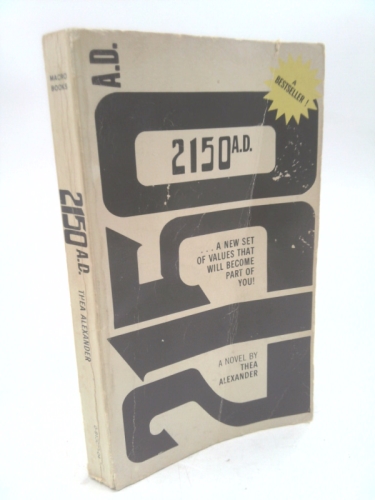 MACRO
BOOKS
2150 A.D.
THEA ALEXANDER
A.D.
2150
A
BESTSELLER!
2150 A.D.
...A NEW SET
OF VALUES THAT
WILL BECOME
PART OF
YOU!
A NOVEL BY
THEA
ALEXANDER